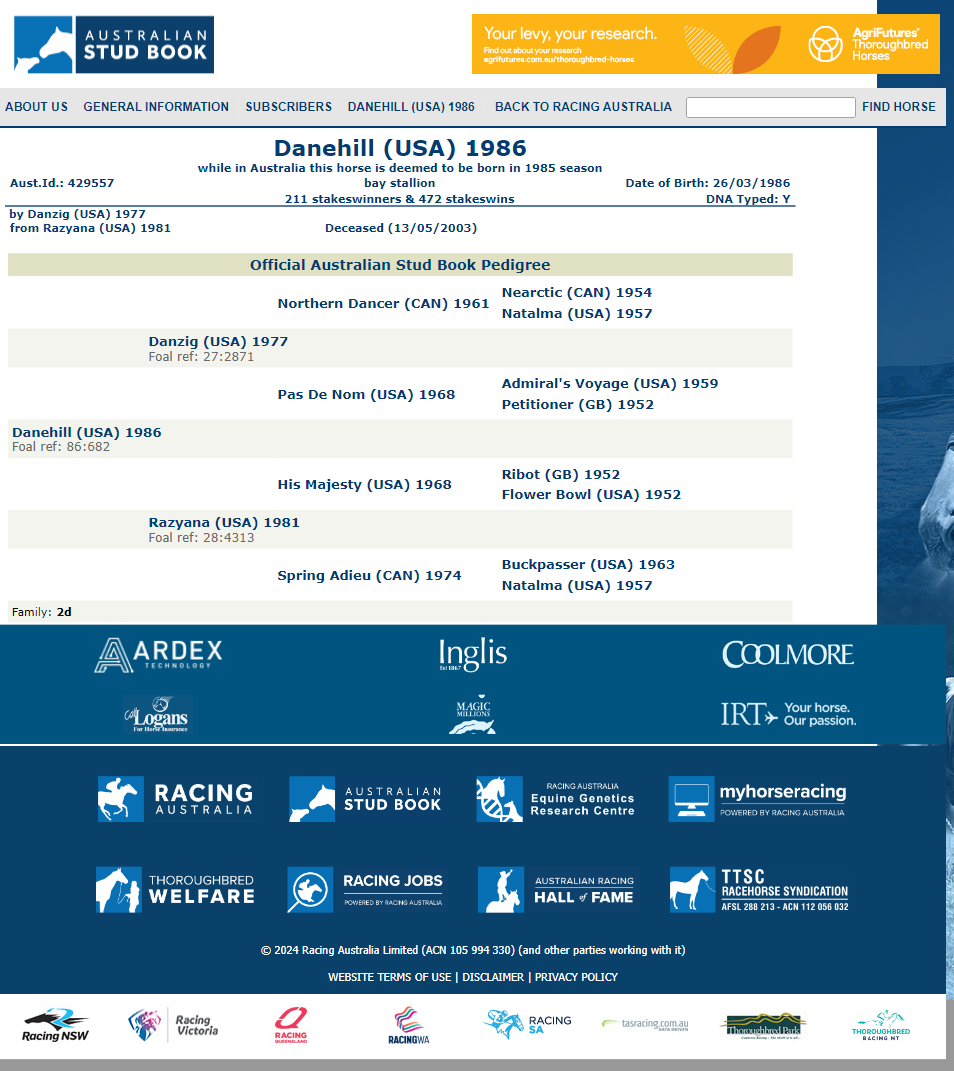 AUSTRALIAN
STUD BOOK
Your levy, your research.
Find out about your research
agrifutures.com.au/thoroughbred-horses
AgriFutures®
Thoroughbred
Horses
ABOUT US GENERAL INFORMATION SUBSCRIBERS DANEHILL (USA) 1986 BACK TO RACING AUSTRALIA FIND HORSE
Danehill (USA) 1986
while in Australia this horse is deemed to be born in 1985 season
Aust.Id.: 429557 bay stallion Date of Birth: 26/03/1986
211 stakeswinners & 472 stakeswins DNA Typed: Y
by Danzig (USA) 1977
from Razyana (USA) 1981 Deceased (13/05/2003)
Official Australian Stud Book Pedigree
Nearctic (CAN) 1954
Northern Dancer (CAN) 1961
Natalma (USA) 1957
Danzig (USA) 1977
Foal ref: 27:2871
Admiral's Voyage (USA) 1959
Pas De Nom (USA) 1968
Petitioner (GB) 1952
Danehill (USA) 1986
Foal ref: 86:682
Ribot (GB) 1952
His Majesty (USA) 1968
Flower Bowl (USA) 1952
Razyana (USA) 1981
Foal ref: 28:4313
Buckpasser (USA) 1963
Spring Adieu (CAN) 1974
Natalma (USA) 1957
Family: 2d
ARDEX
TECHNOLOGY
Inglis
Est 1867
COOLMORE
Call
Logans
For Horse Insurance
MAGIC
MILLIONS
IRT Your horse.
Our passion.
RACING
AUSTRALIA
AUSTRALIAN
STUD BOOK
RACING AUSTRALIA
Equine Genetics
Research Centre
myhorseracing
POWERED BY RACING AUSTRALIA
THOROUGHBRED
WELFARE
RACING JOBS
POWERED BY RACING AUSTRALIA
AUSTRALIAN RACING
HALL of FAME
TTSC
RACEHORSE SYNDICATION
AFSL 288 213 - ACN 112 056 032
© 2024 Racing Australia Limited (ACN 105 994 330) (and other parties working with it)
WEBSITE TERMS OF USE | DISCLAIMER | PRIVACY POLICY
Racing NSW
Racing
Victoria
RACING
QUEENSLAND
RACINGWA
RACING
SA
tasracing.com.au
Thoroughbred Park
THOROUGHBRED
RACING NT